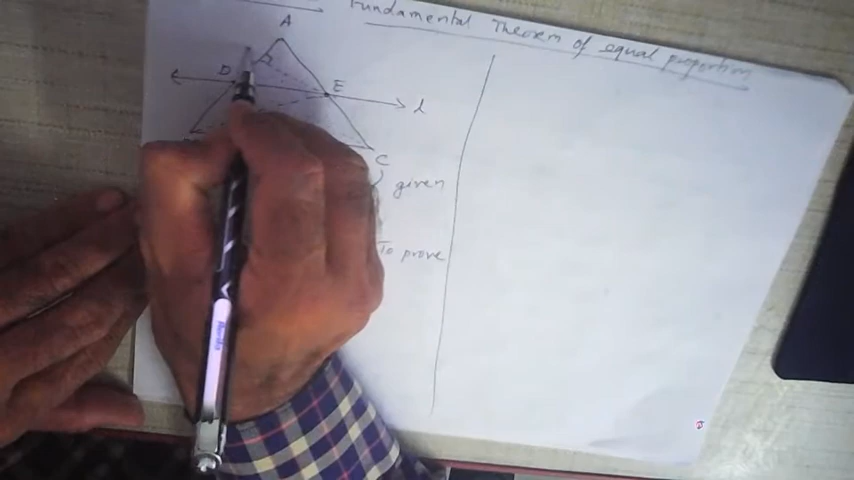 Fundamental Theorem of equal proportion
A
D
E
l
C
given
To prove